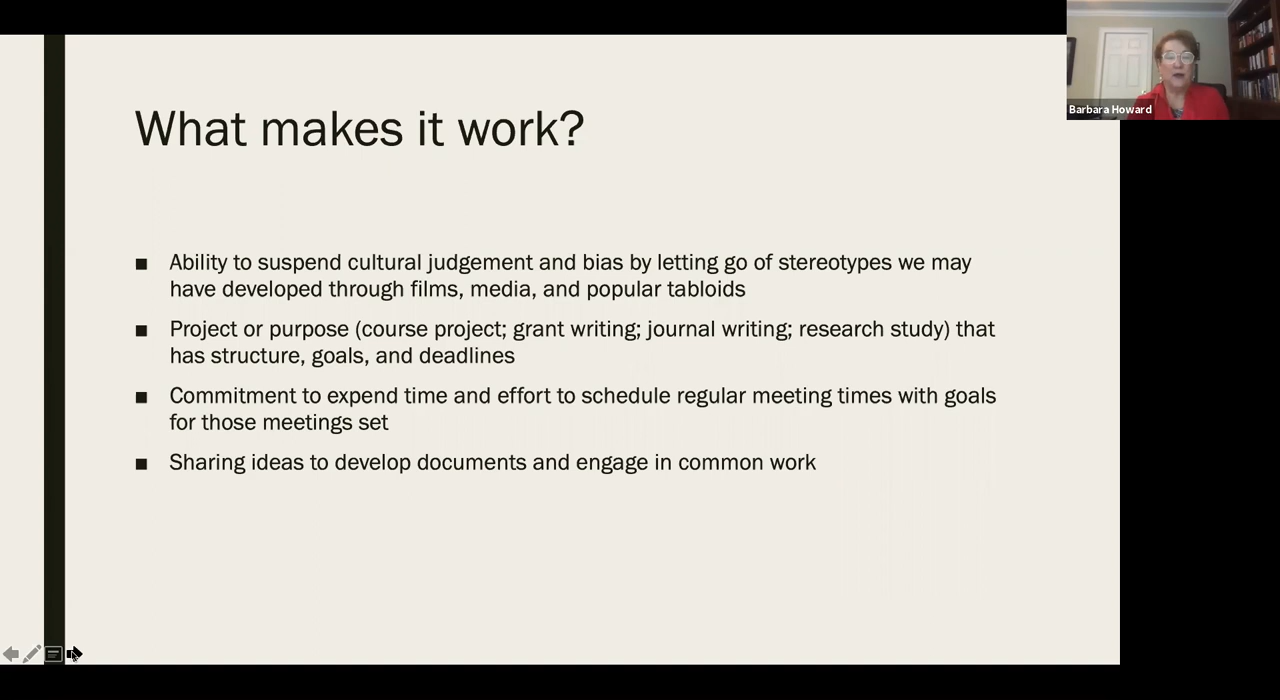 What makes it work?
■ Ability to suspend cultural judgement and bias by letting go of stereotypes we may
have developed through films, media, and popular tabloids
■ Project or purpose (course project; grant writing; journal writing; research study) that
has structure, goals, and deadlines
■ Commitment to expend time and effort to schedule regular meeting times with goals
for those meetings set
■ Sharing ideas to develop documents and engage in common work
Barbara Howard